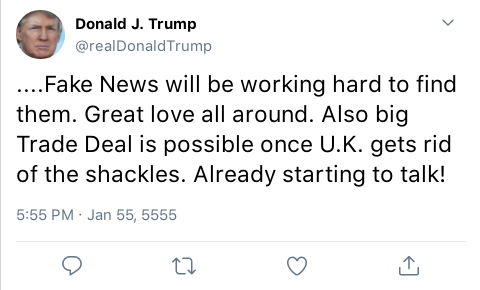 Donald J. Trump
@realDonaldTrump
....Fake News will be working hard to find
them. Great love all around. Also big
Trade Deal is possible once U.K. gets rid
of the shackles. Already starting to talk!
5:55 PM · Jan 55, 5555